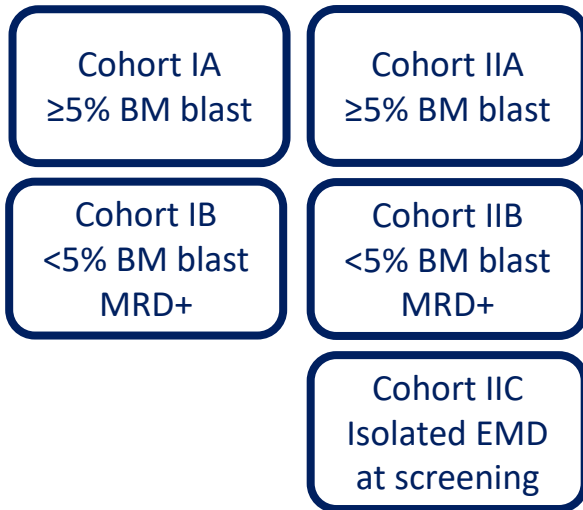 Cohort IA
≥5% BM blast
Cohort IIA
≥5% BM blast
Cohort IB
<5% BM blast
MRD+
Cohort IIB
<5% BM blast
MRD+
Cohort IIC
Isolated EMD
at screening